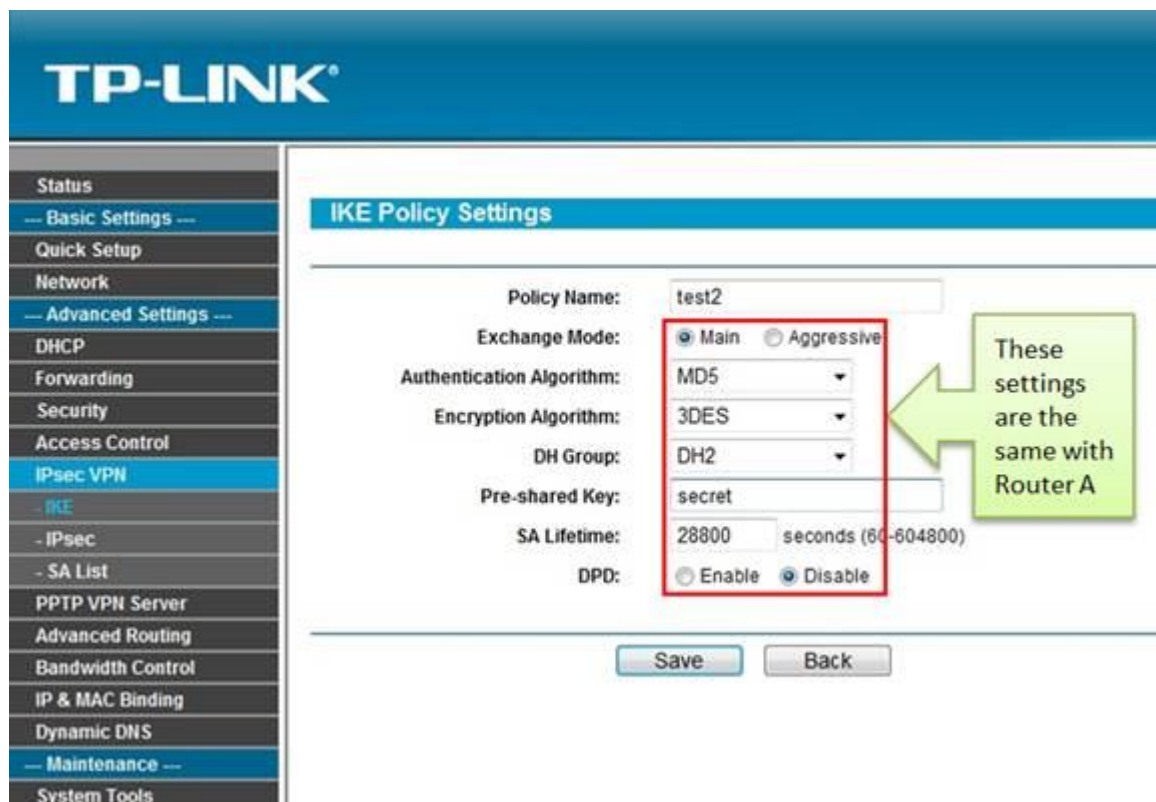 TP-LINK®
Status
--- Basic Settings ---
Quick Setup
Network
--- Advanced Settings ---
DHCP
Forwarding
Security
Access Control
IPsec VPN
- IKE
- IPsec
- SA List
PPTP VPN Server
Advanced Routing
Bandwidth Control
IP & MAC Binding
Dynamic DNS
--- Maintenance ---
System Tools
IKE Policy Settings
Policy Name: test2
Exchange Mode: Main Aggressive
Authentication Algorithm: MD5
Encryption Algorithm: 3DES
DH Group: DH2
Pre-shared Key: secret
SA Lifetime: 28800 seconds (60-604800)
DPD: Enable Disable
Save Back
These
settings
are the
same with
Router A